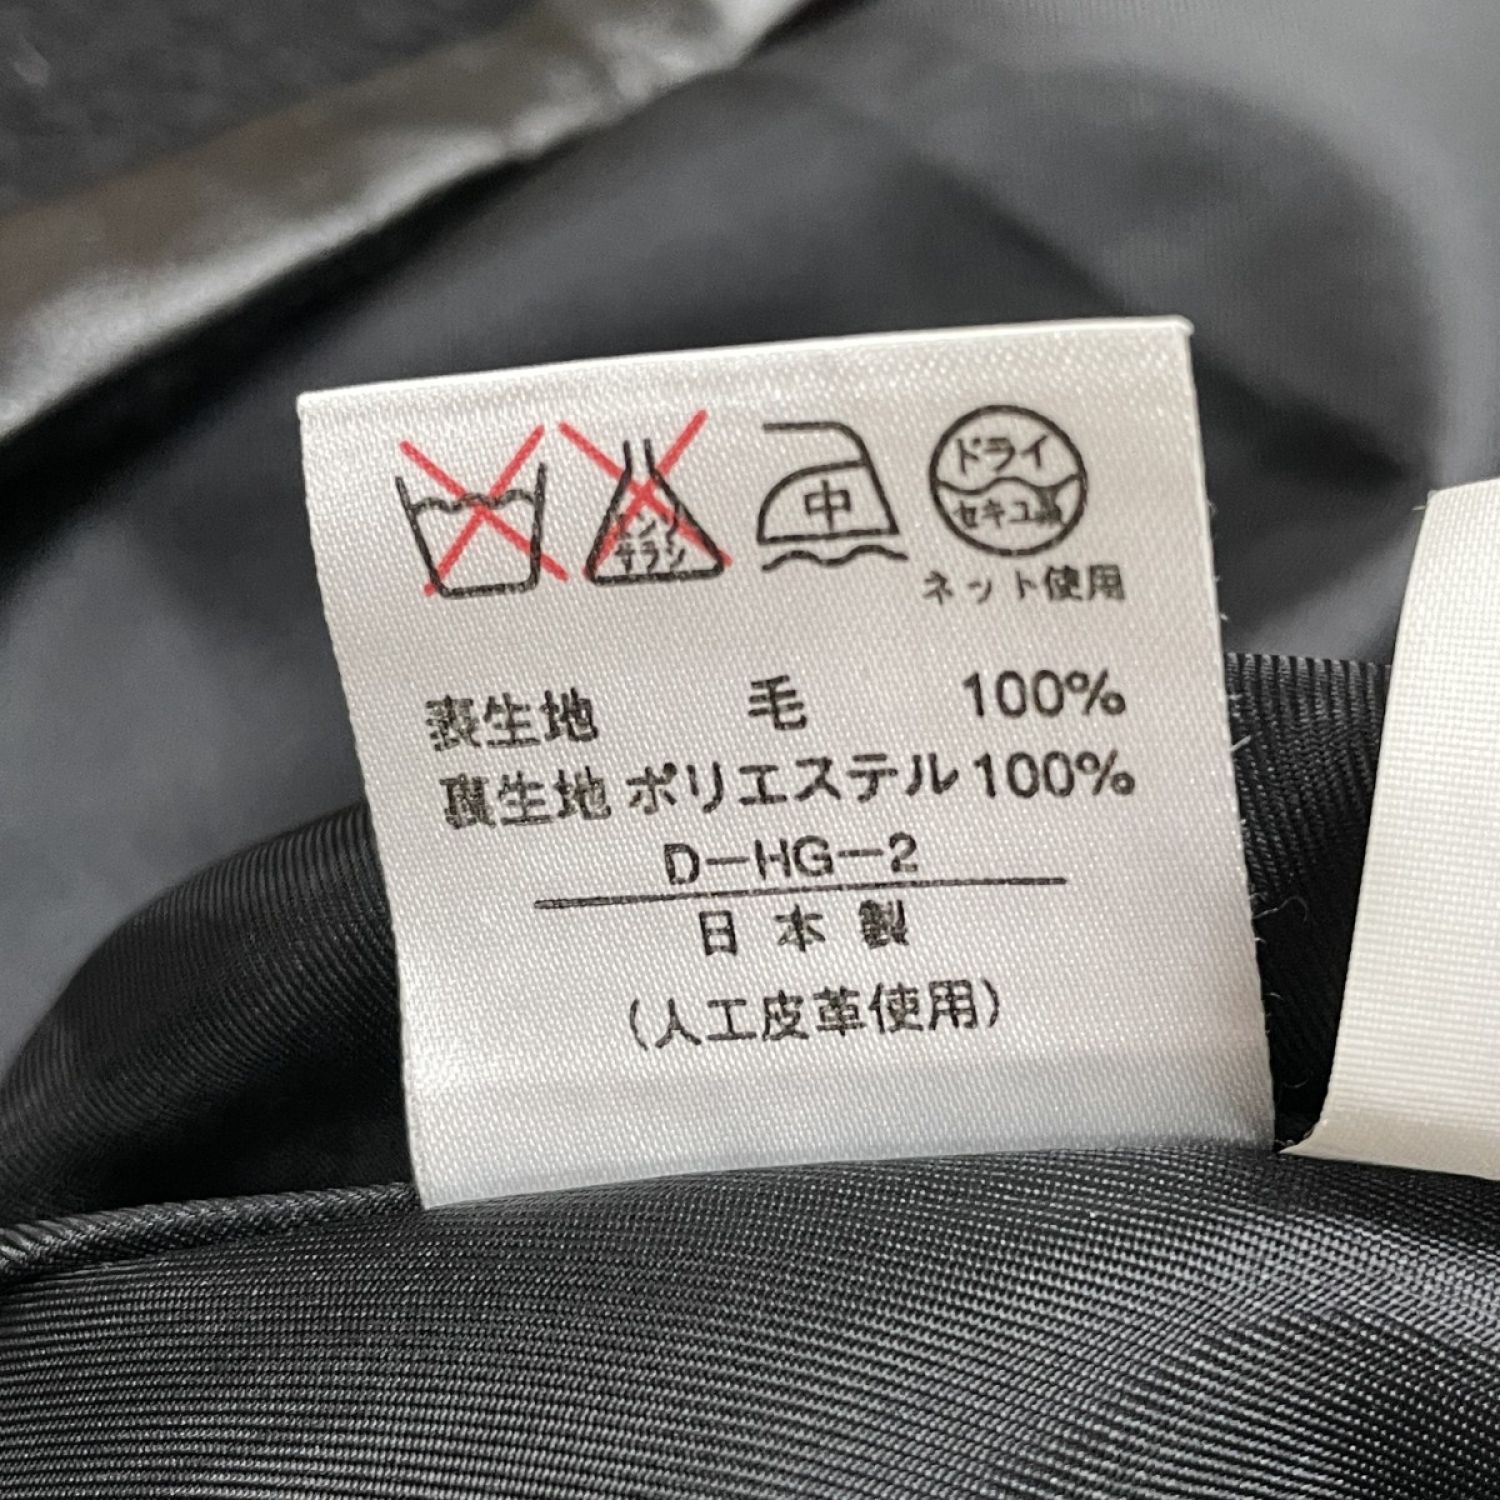 エンソ
サラシ
中
ドライ
セキユ系
ネット使用
表生地 毛 100%
裏生地 ポリエステル 100%
D-HG-2
日本製
(人工皮革使用)